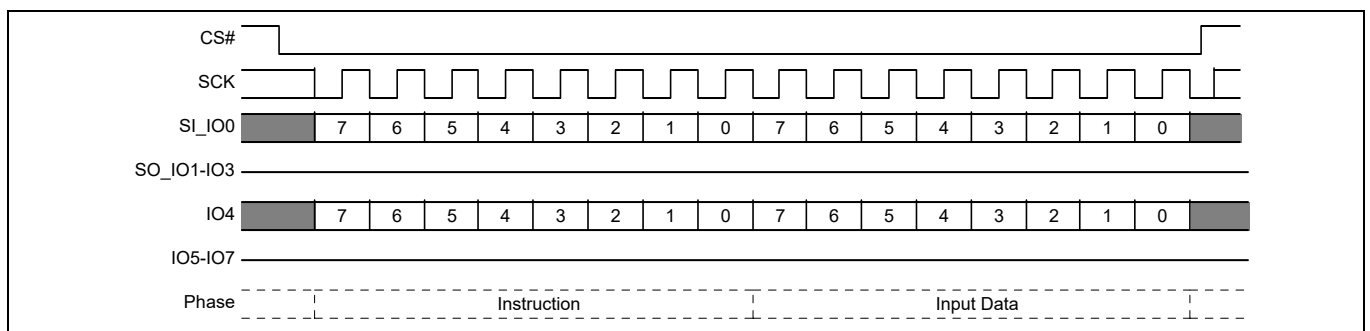 CS#
SCK
SI_IO0 7 6 5 4 3 2 1 0 7 6 5 4 3 2 1 0
SO_IO1-IO3
IO4 7 6 5 4 3 2 1 0 7 6 5 4 3 2 1 0
IO5-IO7
Phase Instruction Input Data